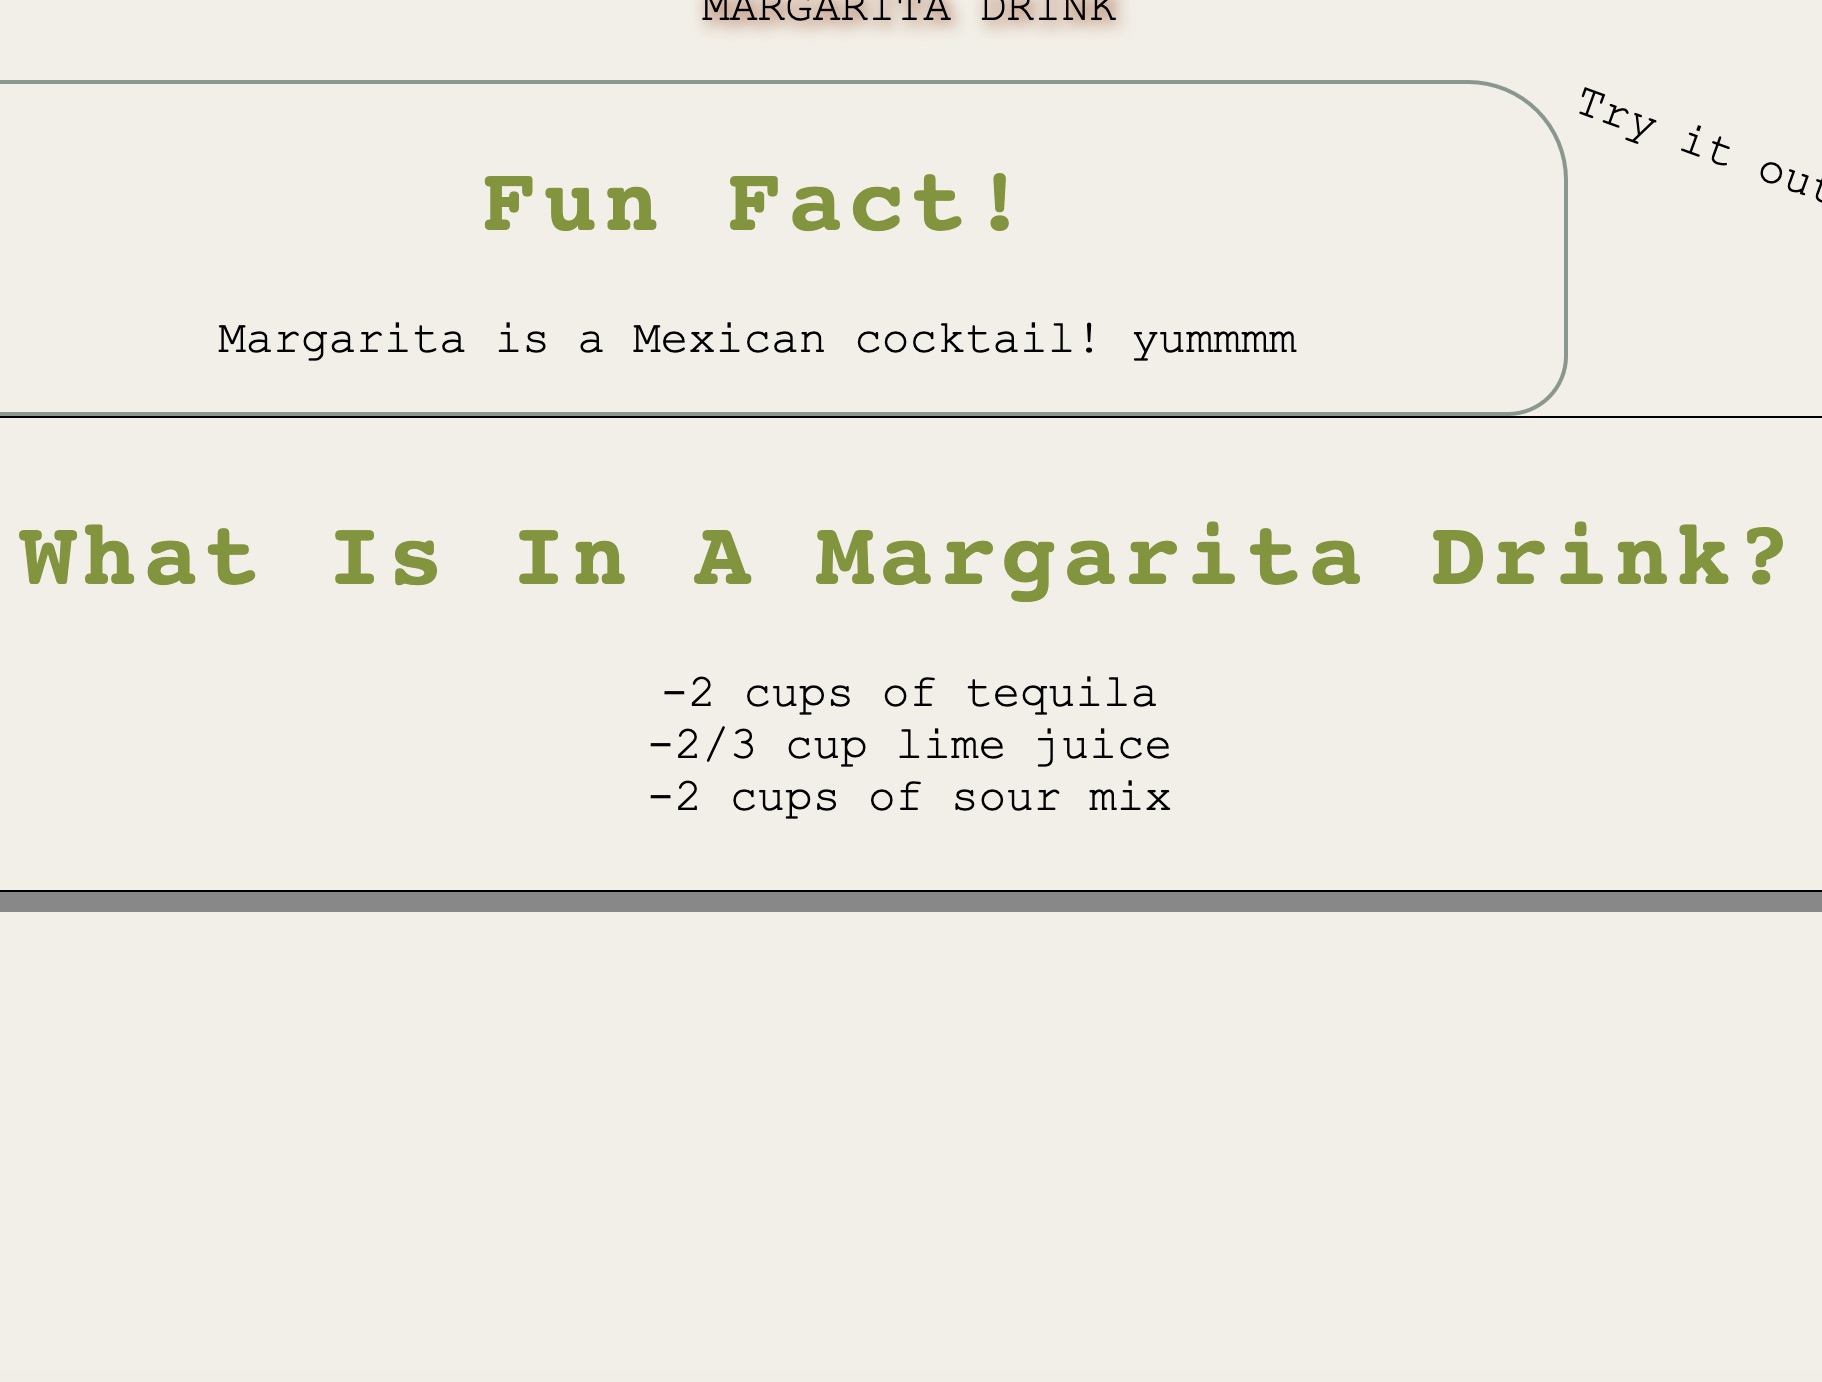 MARGARITA DRINK
Try it out
Fun Fact!
Margarita is a Mexican cocktail! yummmm
What Is In A Margarita Drink?
-2 cups of tequila
-2/3 cup lime juice
-2 cups of sour mix